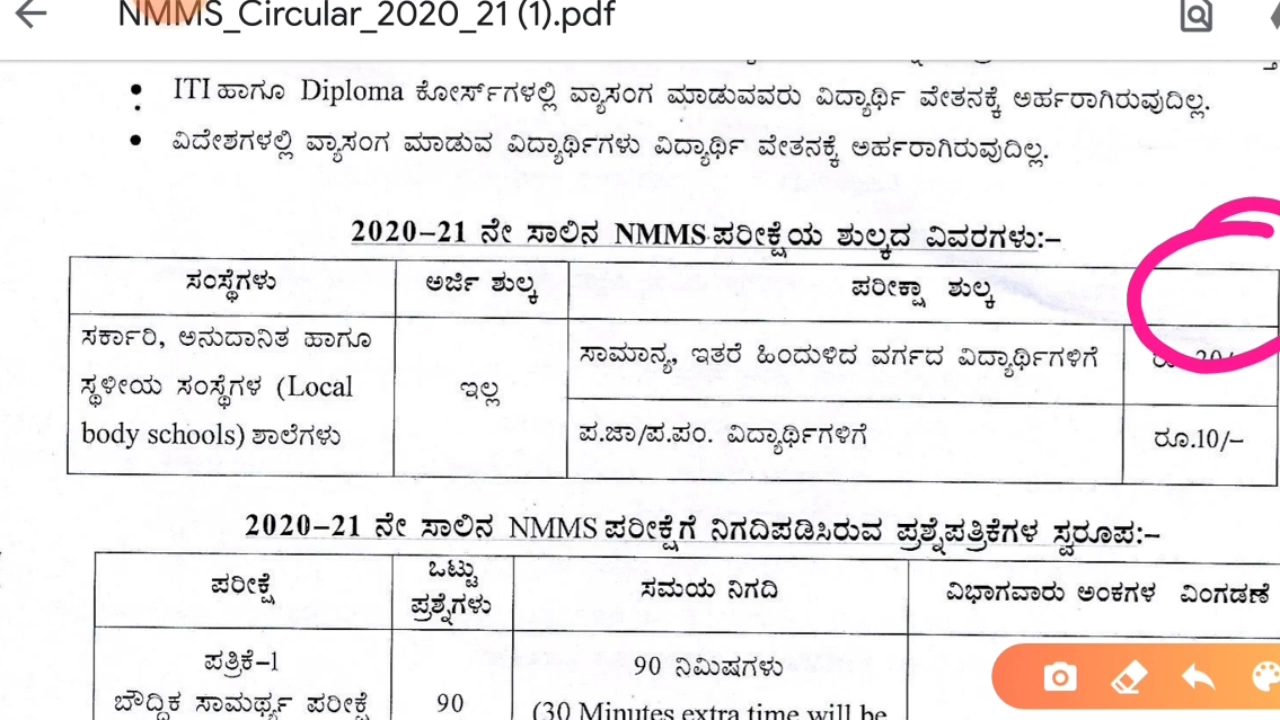 NMMS_Circular_2020_21 (1).pdf
• ITI ಹಾಗೂ Diploma ಕೋರ್ಸ್‌ಗಳಲ್ಲಿ ವ್ಯಾಸಂಗ ಮಾಡುವವರು ವಿದ್ಯಾರ್ಥಿ ವೇತನಕ್ಕೆ ಅರ್ಹರಾಗಿರುವುದಿಲ್ಲ.
• ವಿದೇಶಗಳಲ್ಲಿ ವ್ಯಾಸಂಗ ಮಾಡುವ ವಿದ್ಯಾರ್ಥಿಗಳು ವಿದ್ಯಾರ್ಥಿ ವೇತನಕ್ಕೆ ಅರ್ಹರಾಗಿರುವುದಿಲ್ಲ.
2020–21 ನೇ ಸಾಲಿನ NMMS ಪರೀಕ್ಷೆಯ ಶುಲ್ಕದ ವಿವರಗಳು:–
ಸಂಸ್ಥೆಗಳು ಅರ್ಜಿ ಶುಲ್ಕ ಪರೀಕ್ಷಾ ಶುಲ್ಕ
ಸರ್ಕಾರಿ, ಅನುದಾನಿತ ಹಾಗೂ
ಸ್ಥಳೀಯ ಸಂಸ್ಥೆಗಳ (Local
body schools) ಶಾಲೆಗಳು
ಇಲ್ಲ
ಸಾಮಾನ್ಯ, ಇತರೆ ಹಿಂದುಳಿದ ವರ್ಗದ ವಿದ್ಯಾರ್ಥಿಗಳಿಗೆ
ಪ.ಜಾ/ಪ.ಪಂ. ವಿದ್ಯಾರ್ಥಿಗಳಿಗೆ ರೂ.10/–
2020–21 ನೇ ಸಾಲಿನ NMMS ಪರೀಕ್ಷೆಗೆ ನಿಗದಿಪಡಿಸಿರುವ ಪ್ರಶ್ನೆಪತ್ರಿಕೆಗಳ ಸ್ವರೂಪ:–
ಪರೀಕ್ಷೆ ಒಟ್ಟು ಪ್ರಶ್ನೆಗಳು ಸಮಯ ನಿಗದಿ ವಿಭಾಗವಾರು ಅಂಕಗಳ ವಿಂಗಡಣೆ
ಪತ್ರಿಕೆ–1
ಬೌದ್ಧಿಕ ಸಾಮರ್ಥ್ಯ ಪರೀಕ್ಷೆ
90
90 ನಿಮಿಷಗಳು
(30 Minutes extra time will be